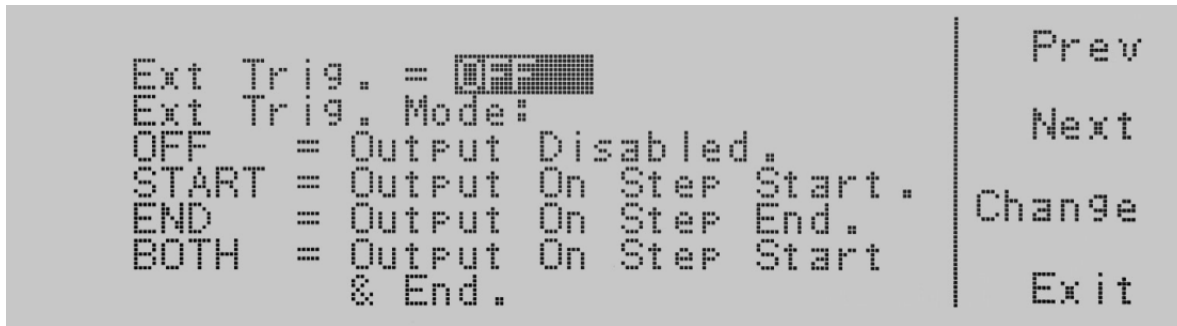 Ext Trig. = OFF
Ext Trig. Mode:
OFF = Output Disabled.
START = Output On Step Start.
END = Output On Step End.
BOTH = Output On Step Start
& End.
Prev
Next
Change
Exit